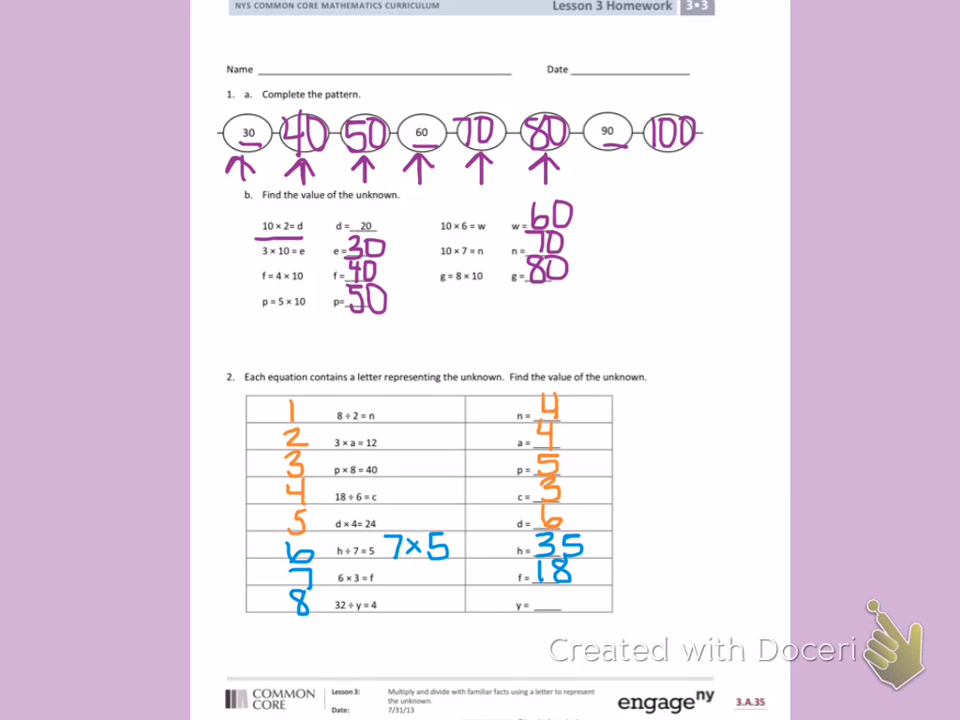 NYS COMMON CORE MATHEMATICS CURRICULUM Lesson 3 Homework 3•3
Name Date
1. a. Complete the pattern.
30 40 50 60 70 80 90 100
b. Find the value of the unknown.
10 × 2= d d = 20 10 × 6 = w w = 60
3 × 10 = e e = 30 10 × 7 = n n = 70
f = 4 × 10 f = 40 g = 8 × 10 g = 80
p = 5 × 10 p= 50
2. Each equation contains a letter representing the unknown. Find the value of the unknown.
1 8 ÷ 2 = n n = 4
2 3 × a = 12 a = 4
3 p × 8 = 40 p = 5
4 18 ÷ 6 = c c = 3
5 d × 4= 24 d = 6
6 h ÷ 7 = 5 7×5 h = 35
7 6 × 3 = f f = 18
8 32 ÷ y = 4 y =
Created with Doceri
COMMON CORE Lesson 3: Multiply and divide with familiar facts using a letter to represent the unknown engage ny 3.A.35
Date: 7/31/13